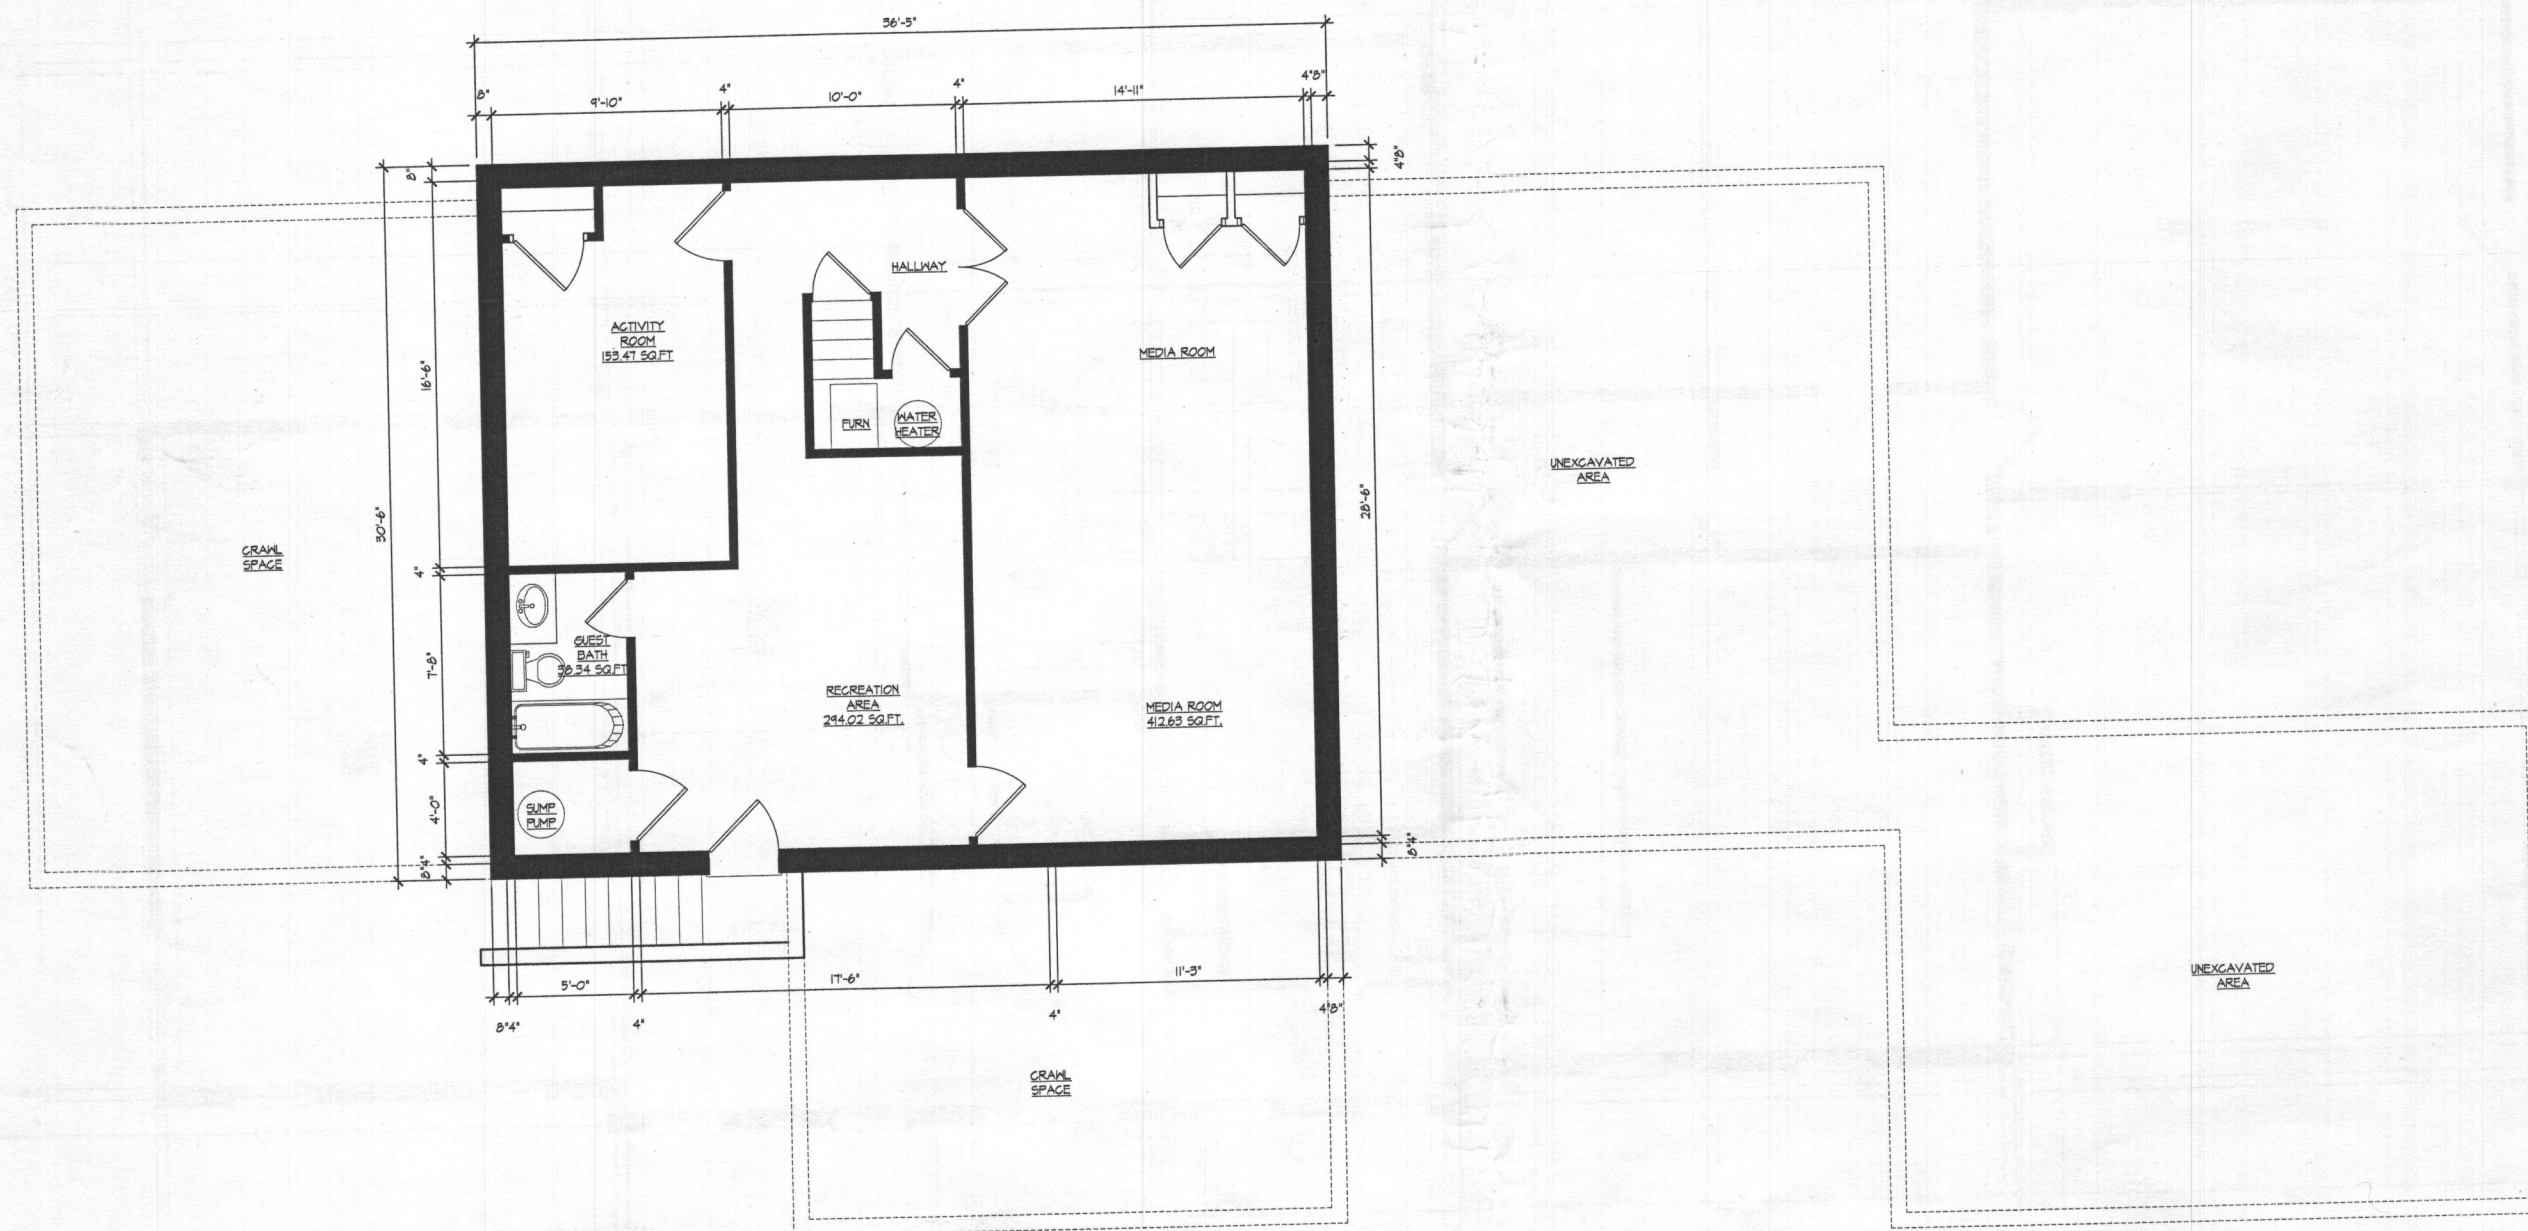 36'-5"
8"
9'-10"
4"
10'-0"
4"
14'-11"
4"8"
8"
4"8"
HALLWAY
ACTIVITY
ROOM
153.47 SQ.FT
MEDIA ROOM
16'-6"
FURN
WATER
HEATER
UNEXCAVATED
AREA
28'-6"
30'-6"
CRAWL
SPACE
4"
GUEST
BATH
38.34 SQ.FT
7'-8"
RECREATION
AREA
294.02 SQ.FT.
MEDIA ROOM
412.63 SQ.FT.
4"
4'-0"
SUMP
PUMP
8"4"
8"4"
UNEXCAVATED
AREA
5'-0"
17'-6"
11'-3"
8"4"
4"
4"
4"8"
CRAWL
SPACE